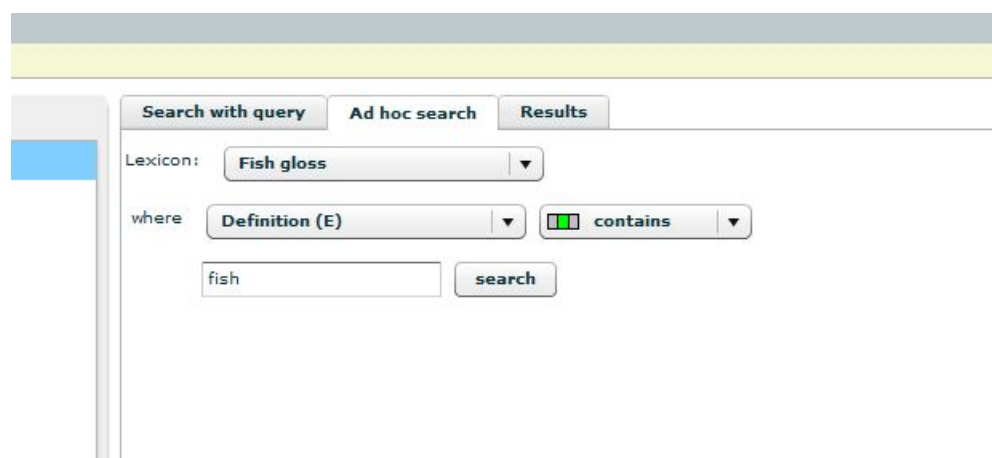 Search with query Ad hoc search Results
Lexicon: Fish gloss
where Definition (E) contains
fish search